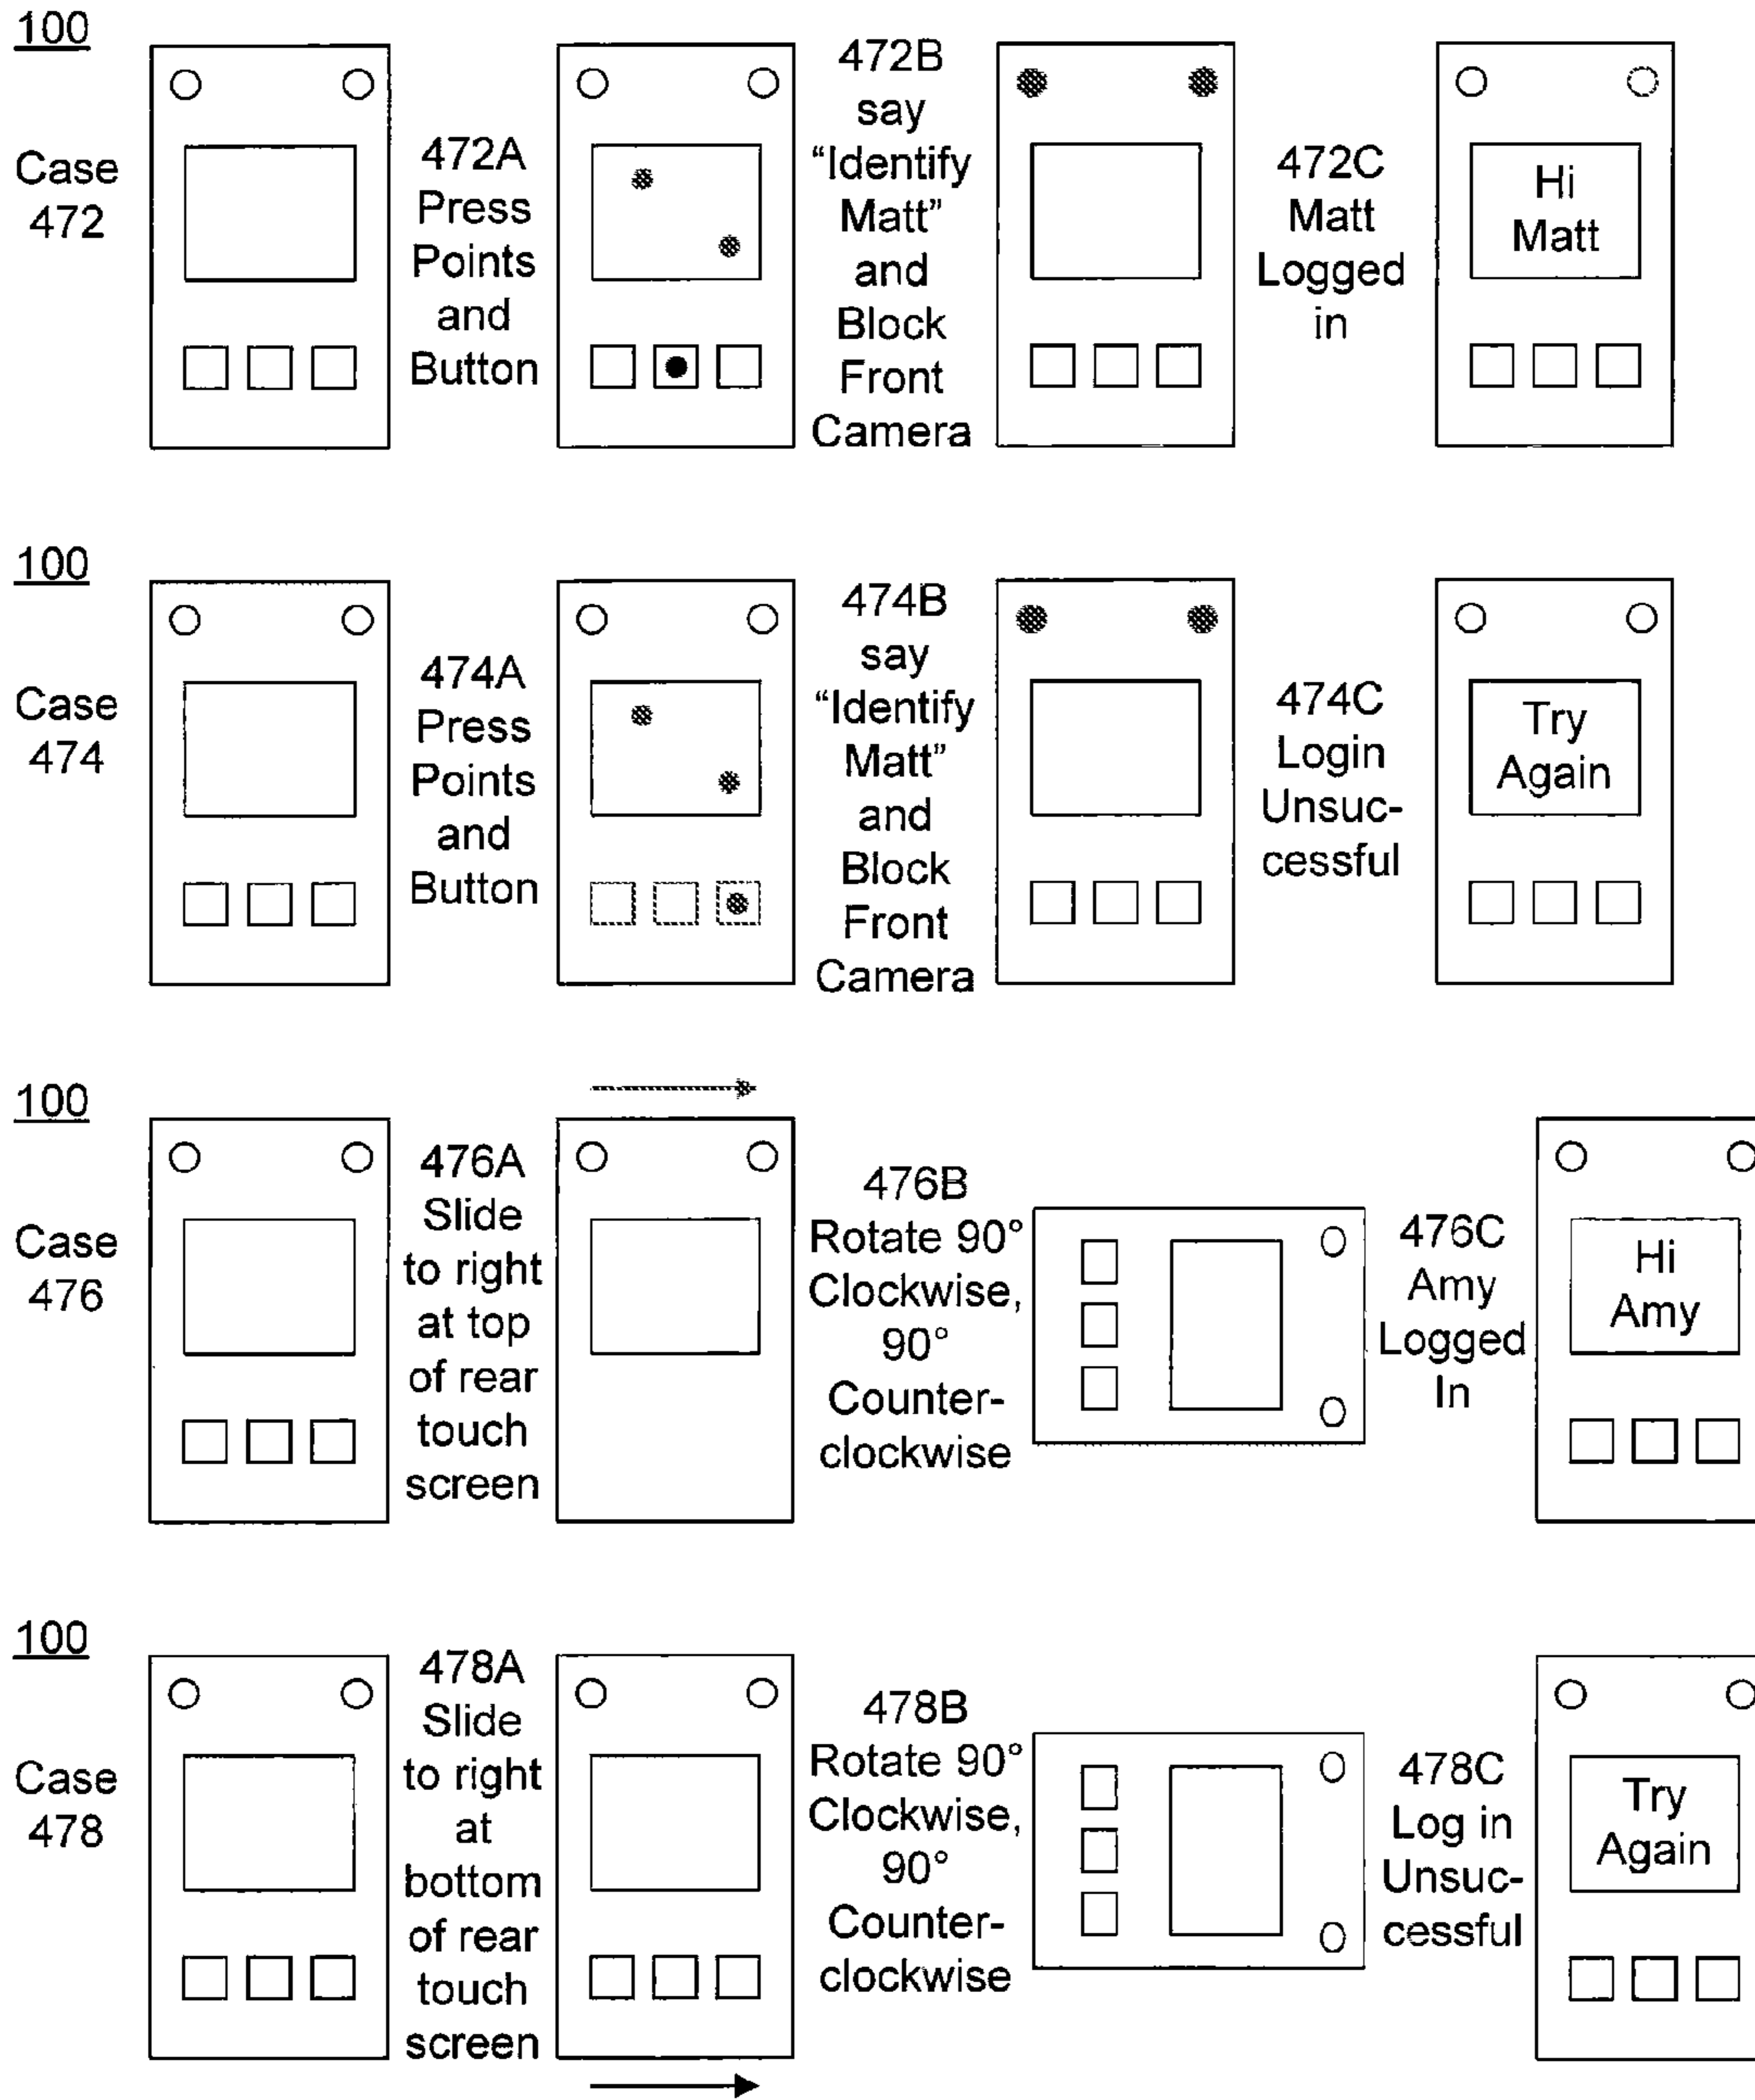 100
Case
472
472A
Press
Points
and
Button
472B
say
“Identify
Matt”
and
Block
Front
Camera
472C
Matt
Logged
in
Hi
Matt
100
Case
474
474A
Press
Points
and
Button
474B
say
“Identify
Matt”
and
Block
Front
Camera
474C
Login
Unsuc-
cessful
Try
Again
100
Case
476
476A
Slide
to right
at top
of rear
touch
screen
476B
Rotate 90°
Clockwise,
90°
Counter-
clockwise
476C
Amy
Logged
In
Hi
Amy
100
Case
478
478A
Slide
to right
at
bottom
of rear
touch
screen
478B
Rotate 90°
Clockwise,
90°
Counter-
clockwise
478C
Log in
Unsuc-
cessful
Try
Again